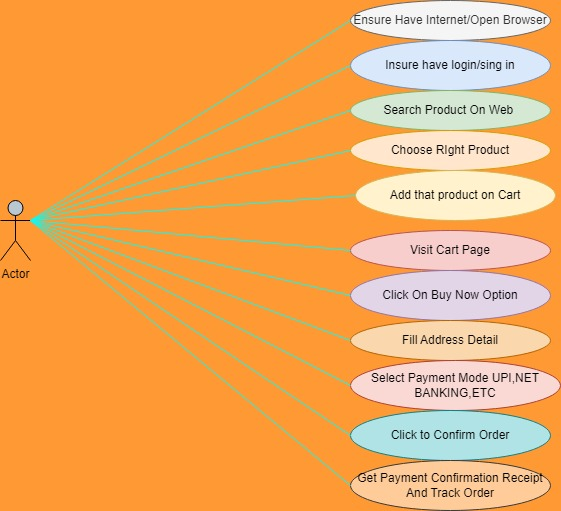 Ensure Have Internet/Open Browser
Insure have login/sing in
Search Product On Web
Choose RIght Product
Add that product on Cart
Actor
Visit Cart Page
Click On Buy Now Option
Fill Address Detail
Select Payment Mode UPI,NET
BANKING,ETC
Click to Confirm Order
Get Payment Confirmation Receipt
And Track Order